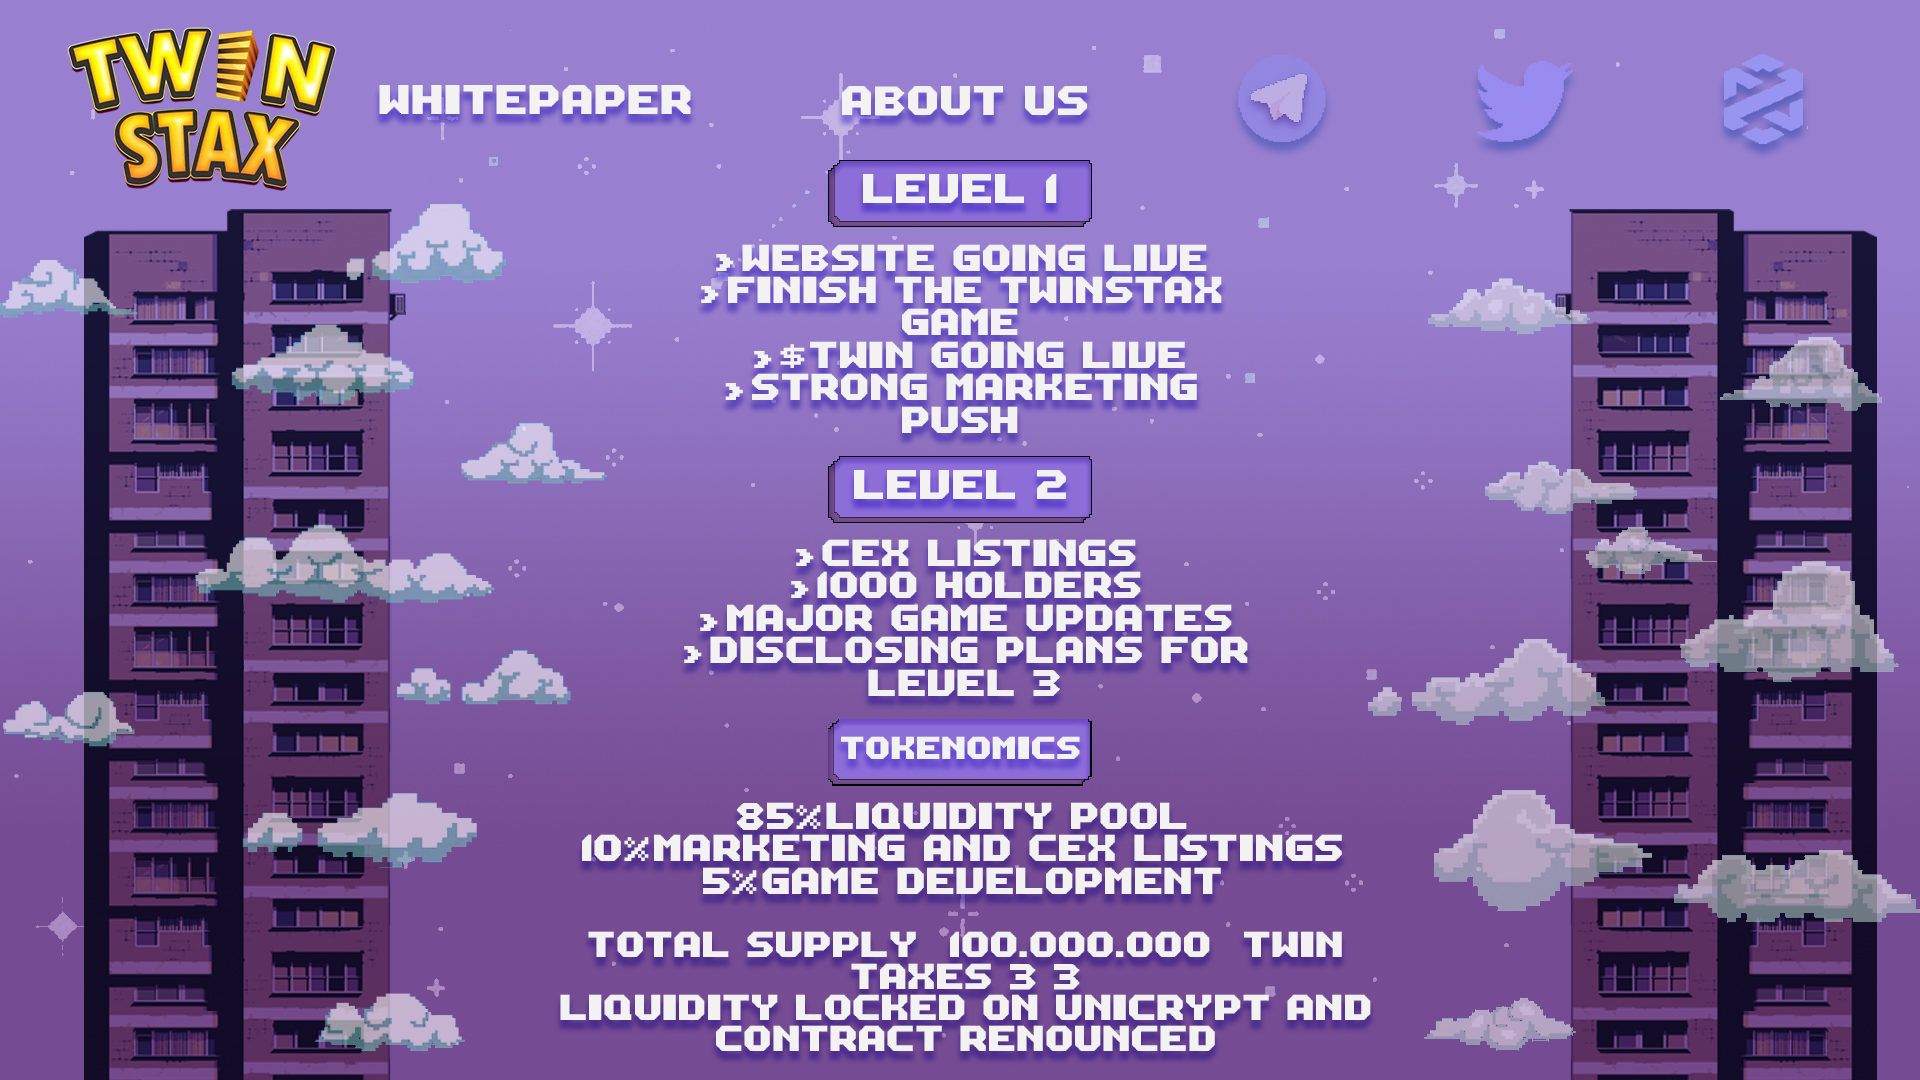 TWIN
STAX
WHITEPAPER
ABOUT US
LEVEL 1
>WEBSITE GOING LIVE
>FINISH THE TWINSTAX
GAME
>$TWIN GOING LIVE
>STRONG MARKETING
PUSH
LEVEL 2
>CEX LISTINGS
>1000 HOLDERS
>MAJOR GAME UPDATES
>DISCLOSING PLANS FOR
LEVEL 3
TOKENOMICS
85%LIQUIDITY POOL
10%MARKETING AND CEX LISTINGS
5%GAME DEVELOPMENT
TOTAL SUPPLY 100.000.000 TWIN
TAXES 3 3
LIQUIDITY LOCKED ON UNICRYPT AND
CONTRACT RENOUNCED